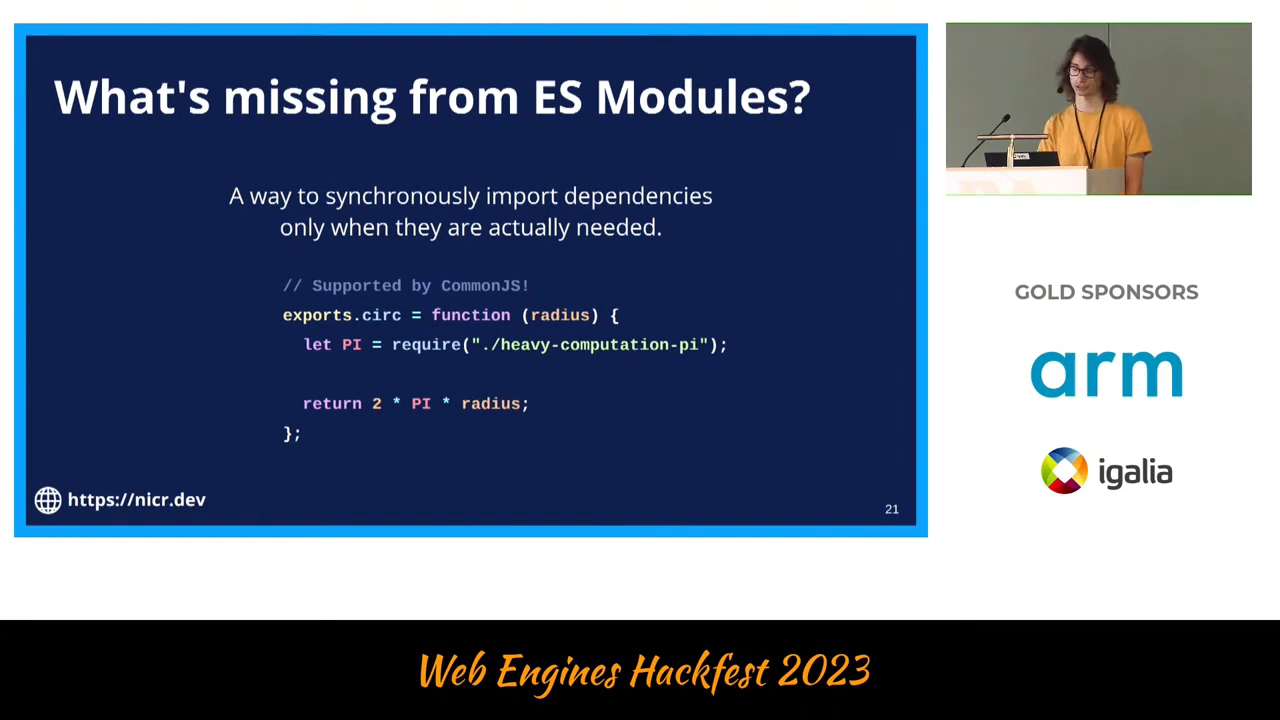 What's missing from ES Modules?
A way to synchronously import dependencies
only when they are actually needed.
// Supported by CommonJS!
exports.circ = function (radius) {
  let PI = require("./heavy-computation-pi");
  return 2 * PI * radius;
};
https://nicr.dev
21
GOLD SPONSORS
arm
igalia
Web Engines Hackfest 2023